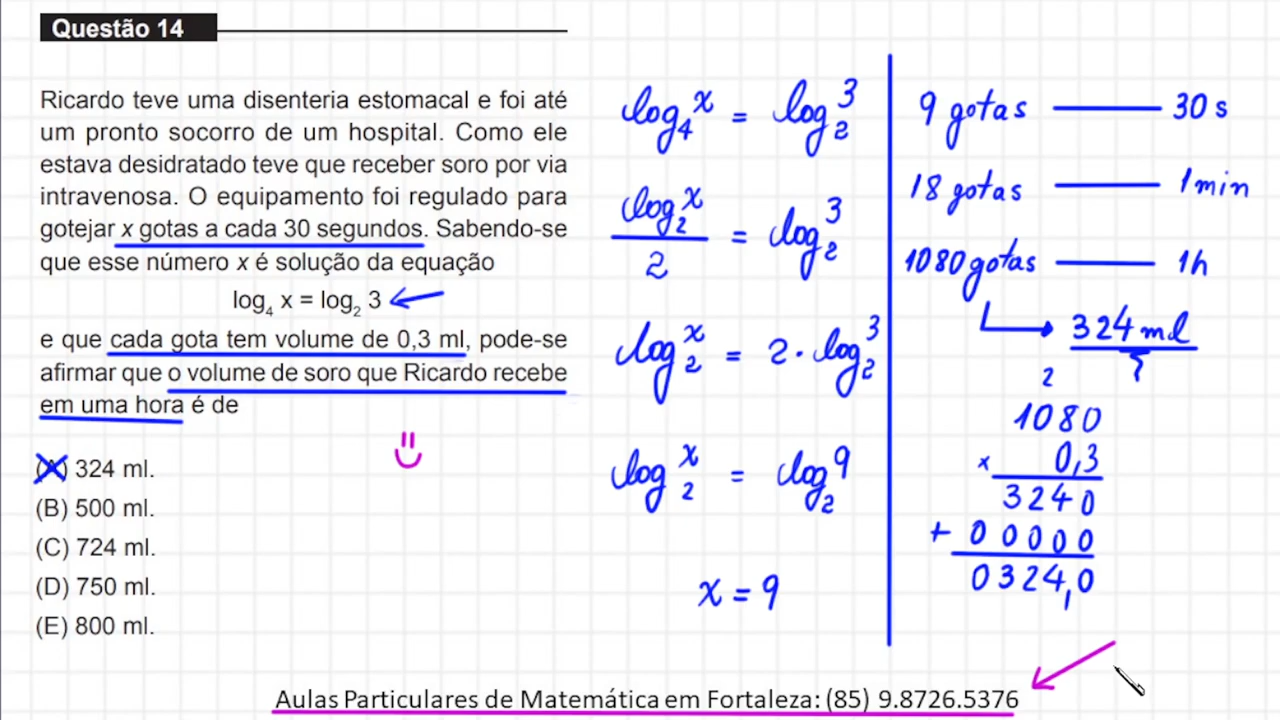 Questão 14
Ricardo teve uma disenteria estomacal e foi até
um pronto socorro de um hospital. Como ele
estava desidratado teve que receber soro por via
intravenosa. O equipamento foi regulado para
gotejar x gotas a cada 30 segundos. Sabendo-se
que esse número x é solução da equação
log₄ x = log₂ 3
e que cada gota tem volume de 0,3 ml, pode-se
afirmar que o volume de soro que Ricardo recebe
em uma hora é de
(A) 324 ml.
(B) 500 ml.
(C) 724 ml.
(D) 750 ml.
(E) 800 ml.
log₄ x = log₂ 3
log₂ x
2
= log₂ 3
log₂ x = 2 · log₂ 3
log₂ x = log₂ 9
x = 9
9 gotas — 30 s
18 gotas — 1 min
1080 gotas — 1h
324 ml
2
1080
x 0,3
3240
+ 00000
0324,0
Aulas Particulares de Matemática em Fortaleza: (85) 9.8726.5376